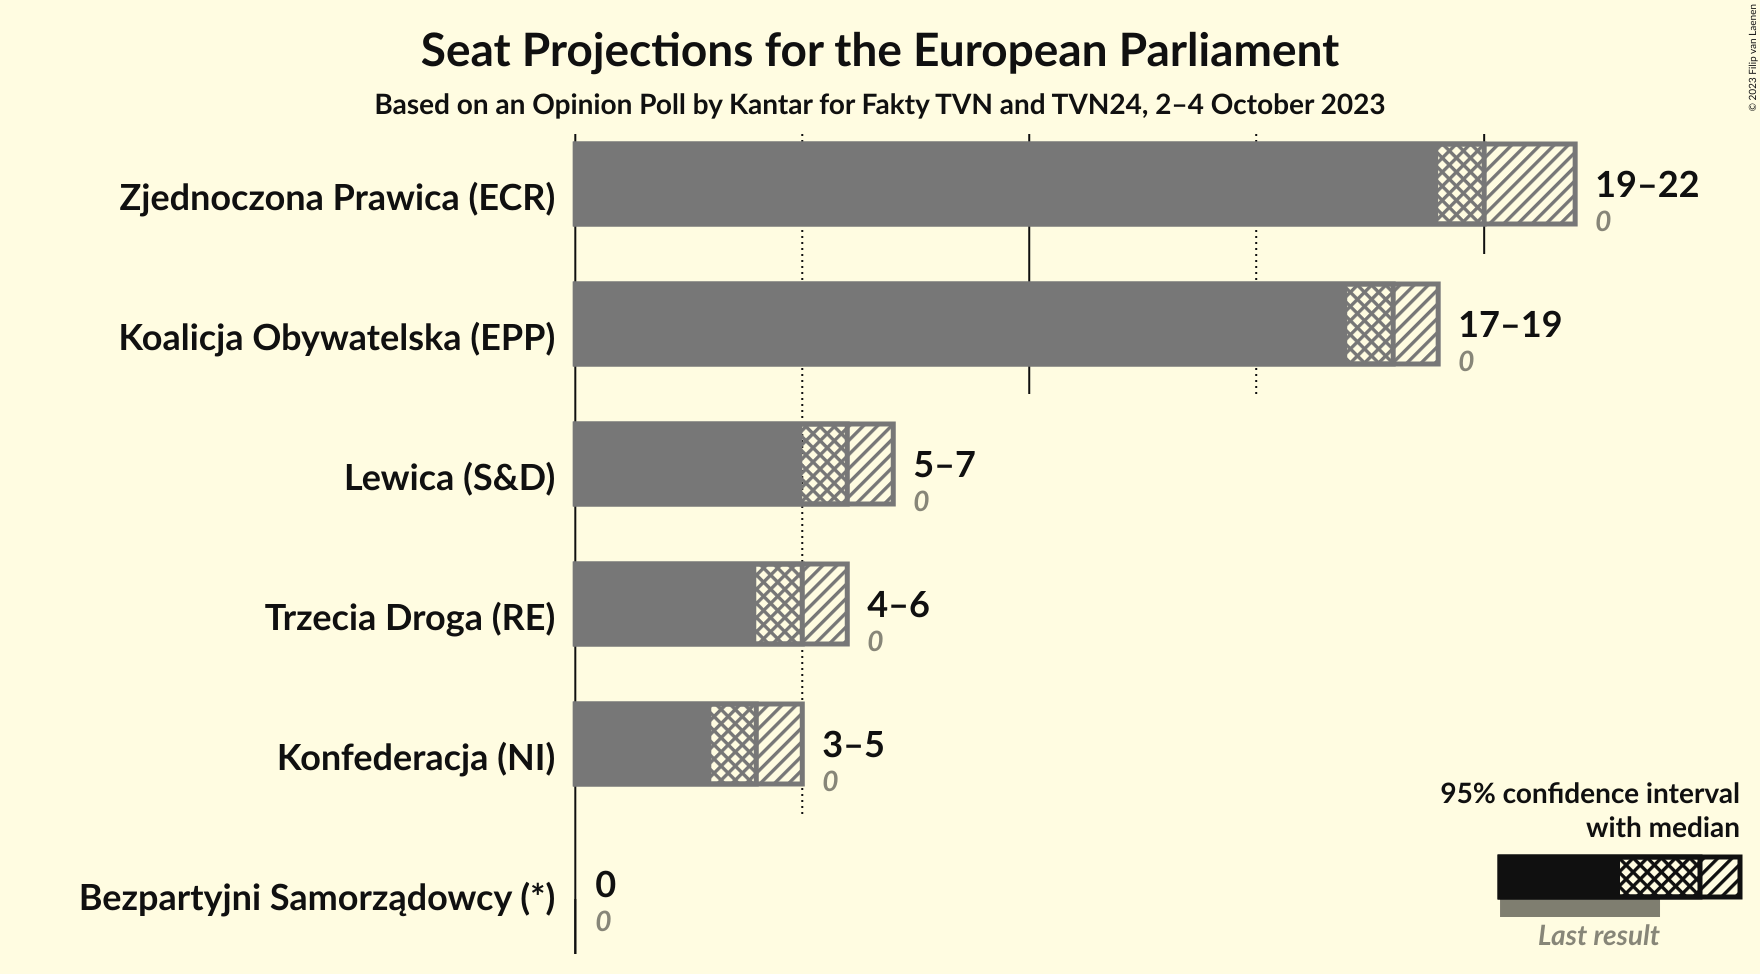 Seat Projections for the European Parliament
Based on an Opinion Poll by Kantar for Fakty TVN and TVN24, 2–4 October 2023
© 2023 Filip van Laenen
Zjednoczona Prawica (ECR)
19–22
0
Koalicja Obywatelska (EPP)
17–19
0
Lewica (S&D)
5–7
0
Trzecia Droga (RE)
4–6
0
Konfederacja (NI)
3–5
0
Bezpartyjni Samorządowcy (*)
0
0
95% confidence interval
with median
Last result